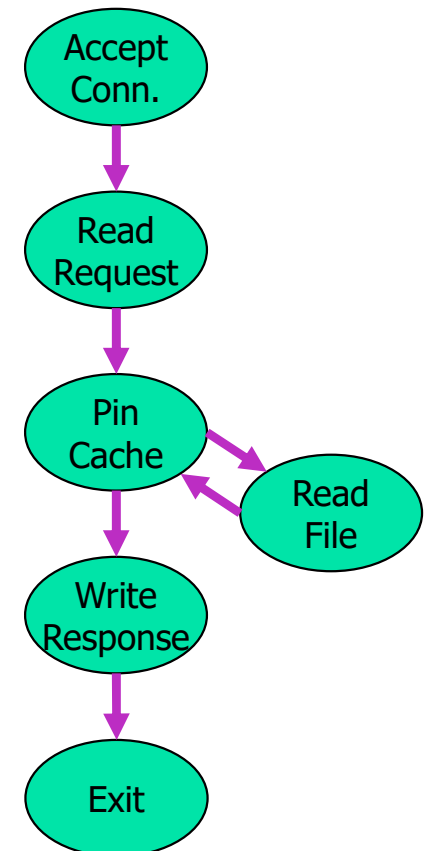 Accept
Conn.
Read
Request
Pin
Cache
Read
File
Write
Response
Exit